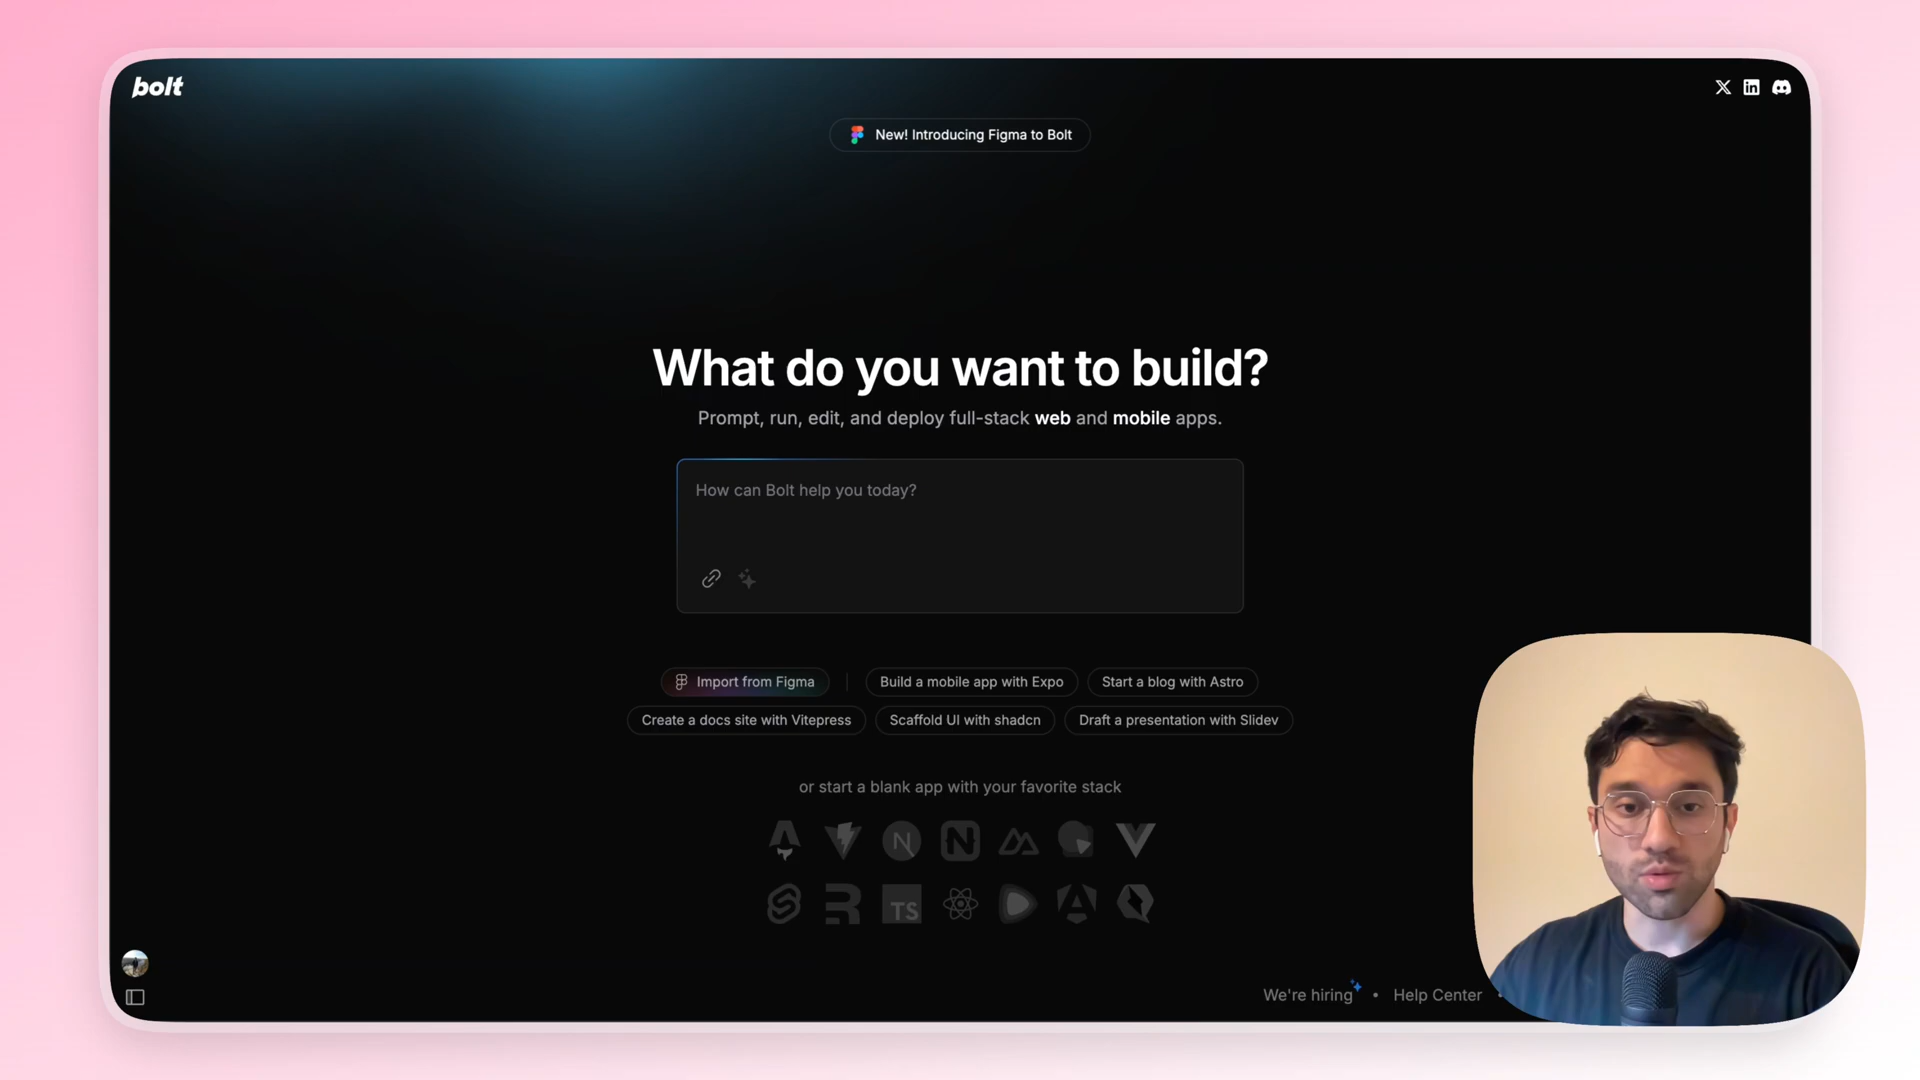 bolt
New! Introducing Figma to Bolt
What do you want to build?
Prompt, run, edit, and deploy full-stack web and mobile apps.
How can Bolt help you today?
Import from Figma
Build a mobile app with Expo
Start a blog with Astro
Create a docs site with Vitepress
Scaffold UI with shadcn
Draft a presentation with Slidev
or start a blank app with your favorite stack
TS
We're hiring • Help Center •